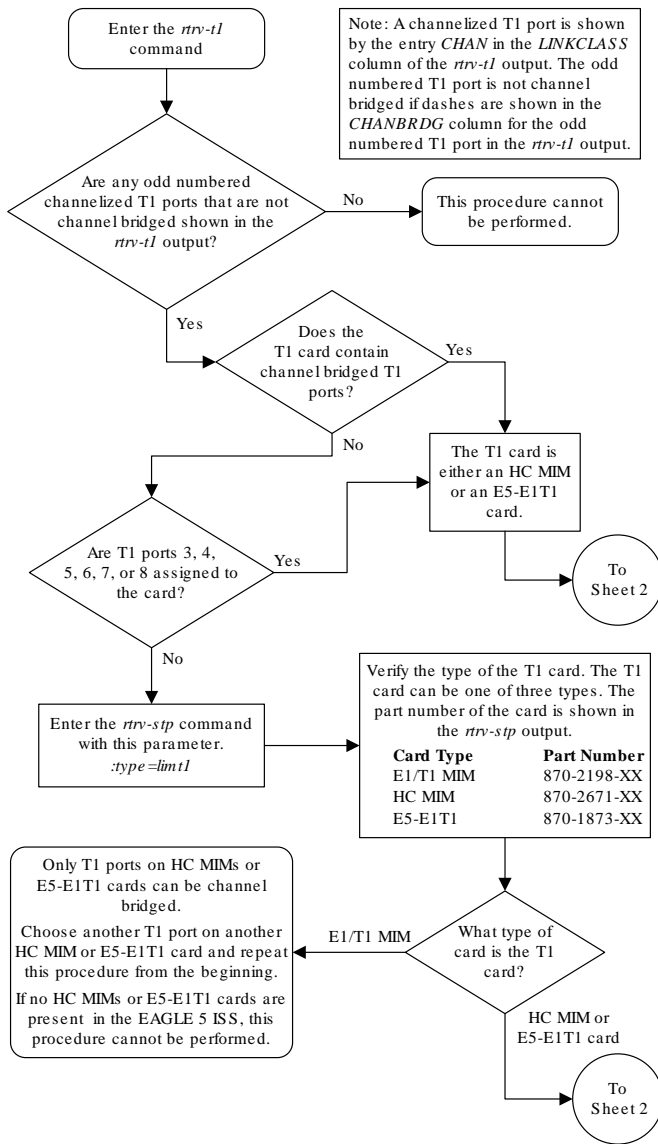 Enter the rtrv-t1
command
Note: A channelized T1 port is shown
by the entry CHAN in the LINKCLASS
column of the rtrv-t1 output. The odd
numbered T1 port is not channel
bridged if dashes are shown in the
CHANBRDG column for the odd
numbered T1 port in the rtrv-t1 output.
Are any odd numbered
channelized T1 ports that are not
channel bridged shown in the
rtrv-t1 output?
No
This procedure cannot
be performed.
Yes
Does the
T1 card contain
channel bridged T1
ports?
Yes
No
The T1 card is
either an HC MIM
or an E5-E1T1
card.
Are T1 ports 3, 4,
5, 6, 7, or 8 assigned to
the card?
Yes
To
Sheet 2
No
Enter the rtrv-stp command
with this parameter.
:type=limt1
Verify the type of the T1 card. The T1
card can be one of three types. The
part number of the card is shown in
the rtrv-stp output.
Card Type Part Number
E1/T1 MIM 870-2198-XX
HC MIM 870-2671-XX
E5-E1T1 870-1873-XX
Only T1 ports on HC MIMs or
E5-E1T1 cards can be channel
bridged.
Choose another T1 port on another
HC MIM or E5-E1T1 card and repeat
this procedure from the beginning.
If no HC MIMs or E5-E1T1 cards are
present in the EAGLE 5 ISS, this
procedure cannot be performed.
E1/T1 MIM
What type of
card is the T1
card?
HC MIM or
E5-E1T1 card
To
Sheet 2